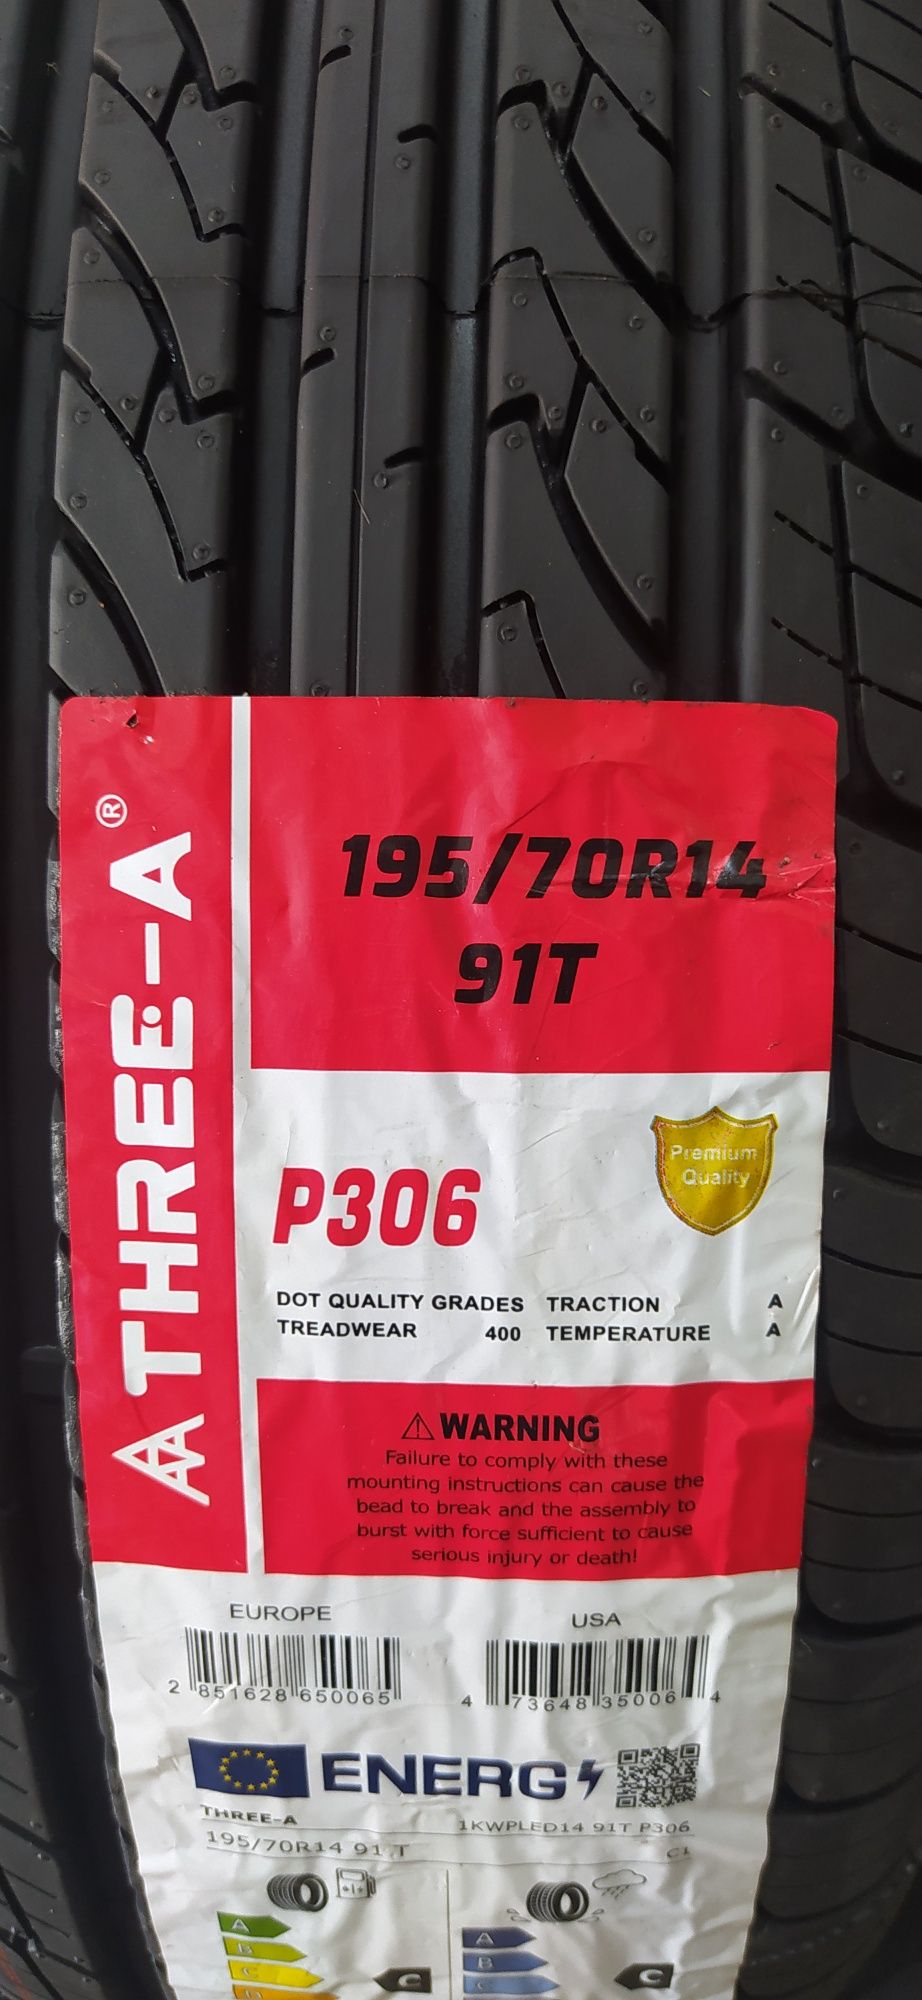 THREE-A®
195/70R14
91T
P306
Premium
Quality
DOT QUALITY GRADES TRACTION A
TREADWEAR 400 TEMPERATURE A
⚠ WARNING
Failure to comply with these
mounting instructions can cause the
bead to break and the assembly to
burst with force sufficient to cause
serious injury or death!
EUROPE
2 851628 650065
USA
4 73648 35006 4
ENERG
THREE-A 1KWPLED14 91T P306
195/70R14 91 T C1
A
B
C
D
C
A
B
C
C